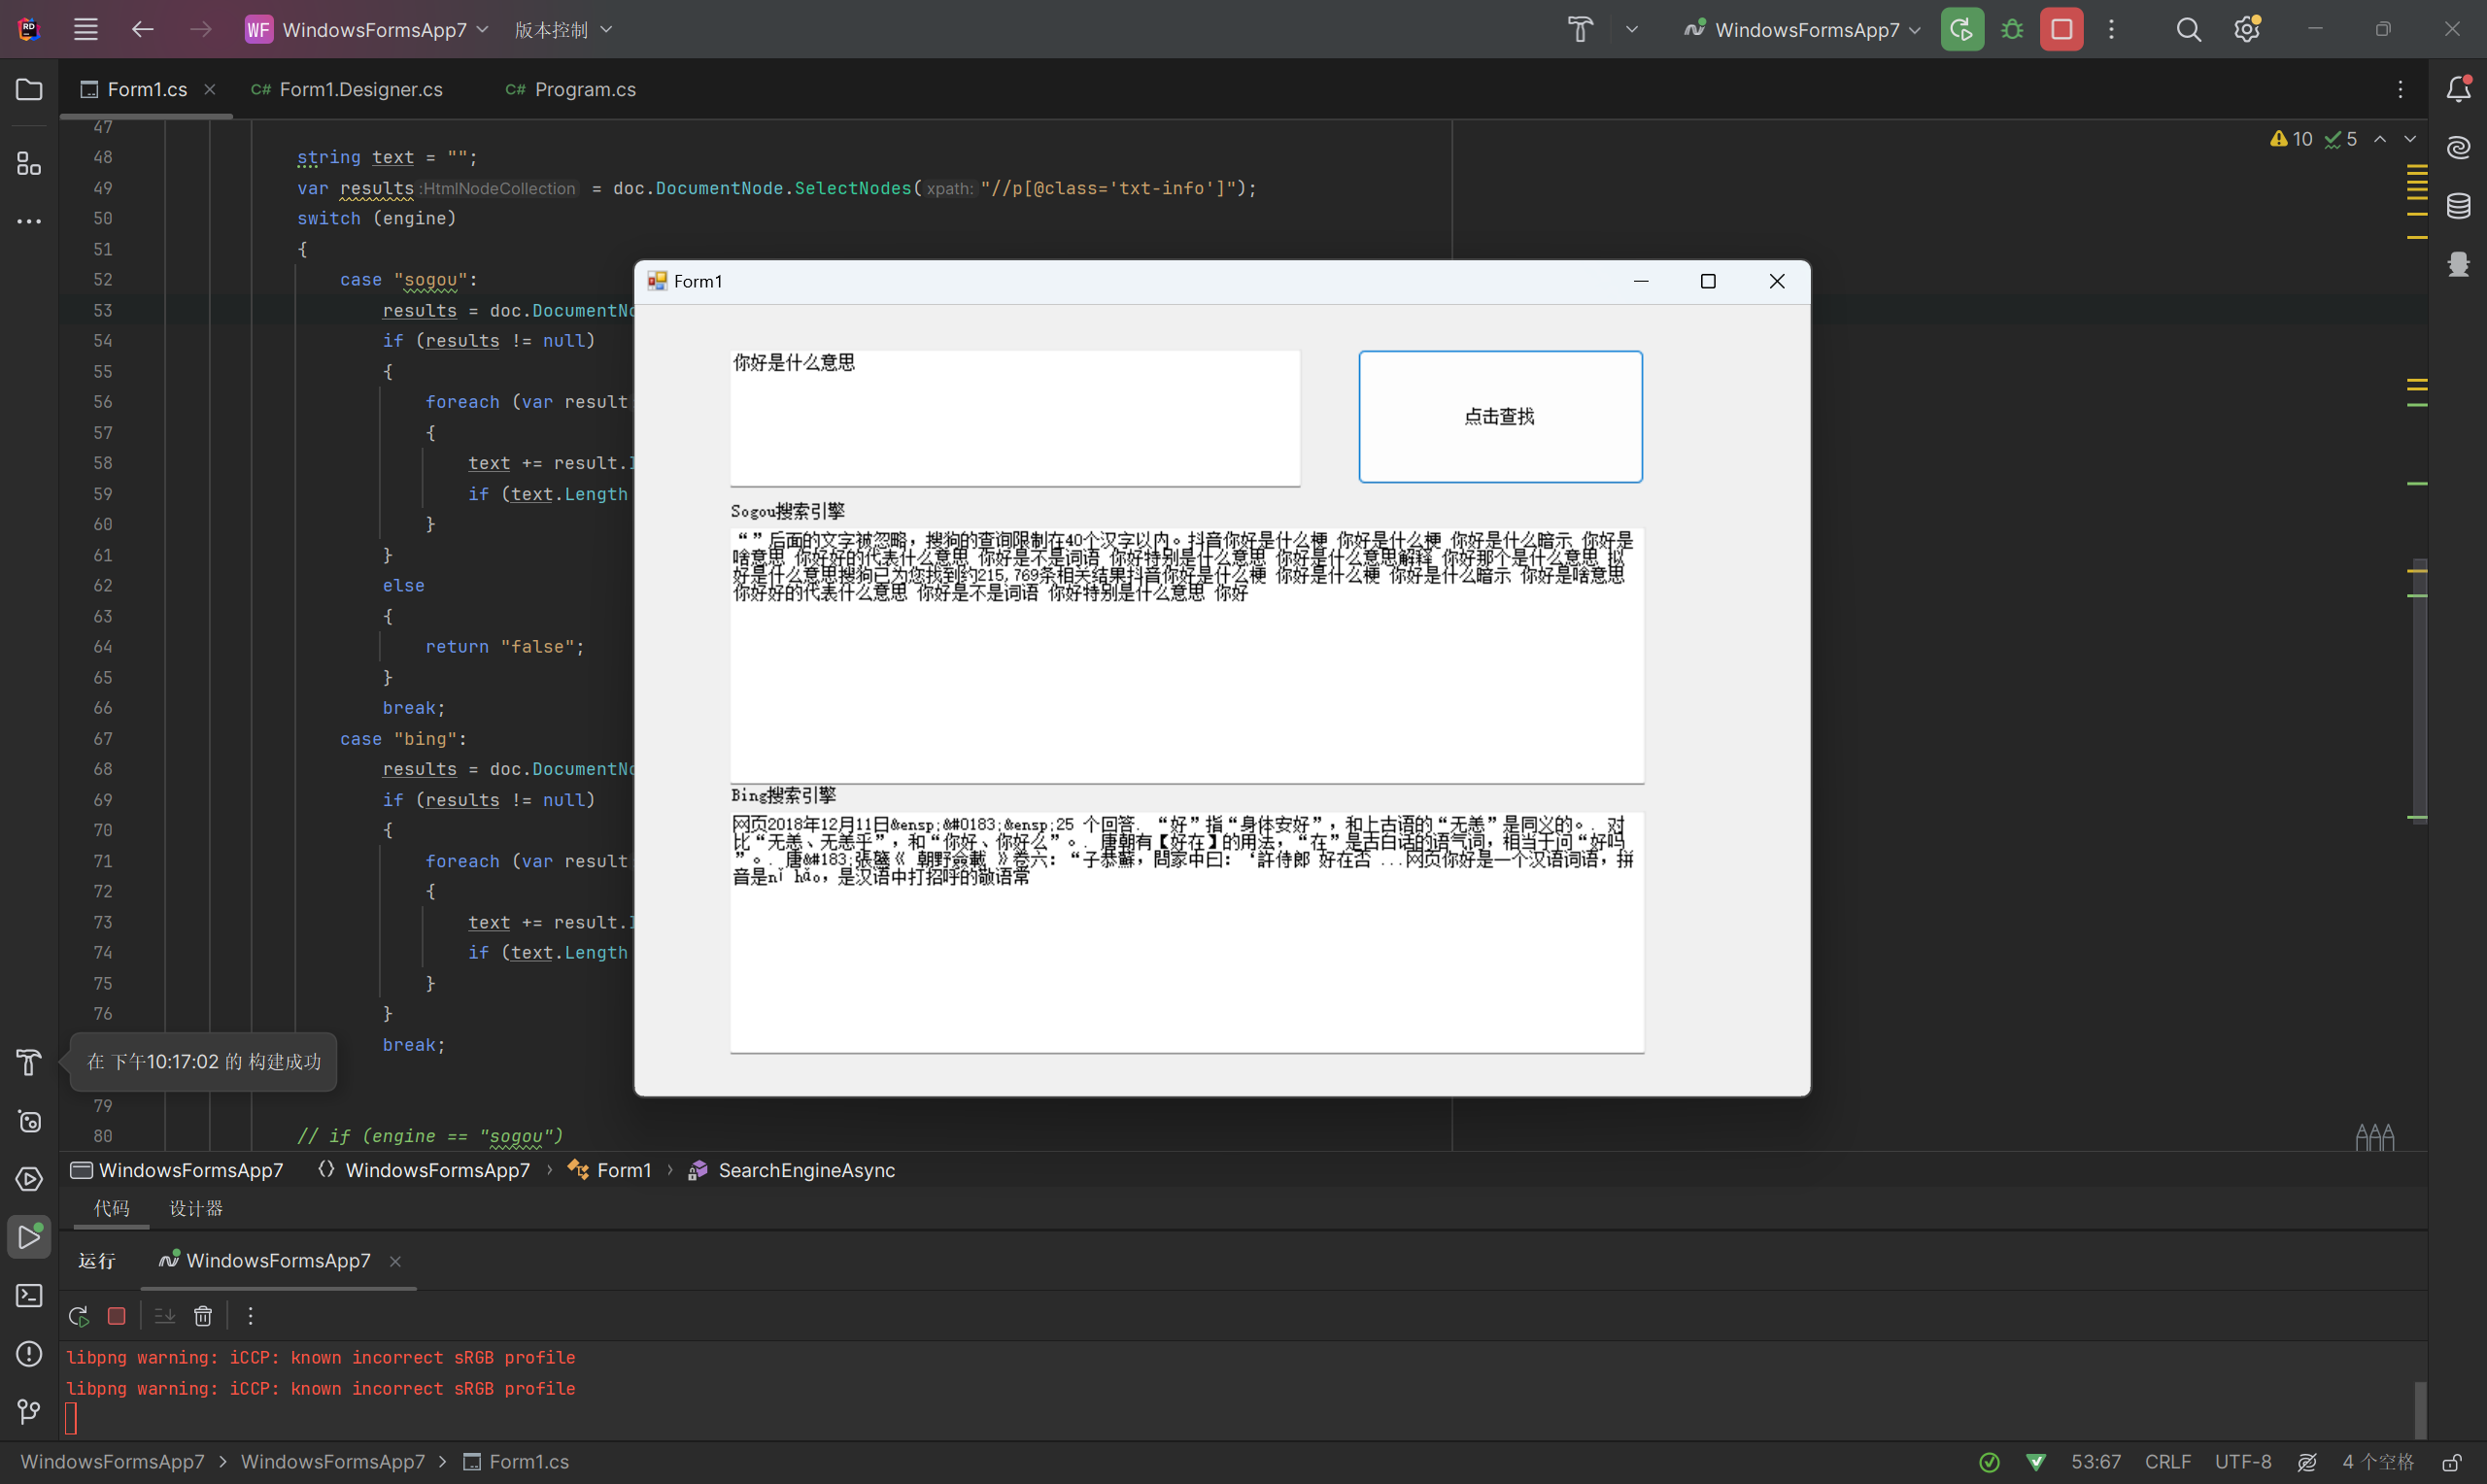 WF WindowsFormsApp7 版本控制 WindowsFormsApp7
Form1.cs C# Form1.Designer.cs C# Program.cs
10 5
47
48 string text = "";
49 var results :HtmlNodeCollection = doc.DocumentNode.SelectNodes( xpath: "//p[@class='txt-info']");
50 switch (engine)
51 {
52 case "sogou":
53 results = doc.DocumentNo
54 if (results != null)
55 {
56 foreach (var result
57 {
58 text += result.I
59 if (text.Length
60 }
61 }
62 else
63 {
64 return "false";
65 }
66 break;
67 case "bing":
68 results = doc.DocumentNo
69 if (results != null)
70 {
71 foreach (var result
72 {
73 text += result.I
74 if (text.Length
75 }
76 }
break;
79
80 // if (engine == "sogou")
在 下午10:17:02 的 构建成功
Form1
你好是什么意思
点击查找
Sogou搜索引擎
“ ” 后面的文字被忽略，搜狗的查询限制在40个汉字以内。抖音你好是什么梗 你好是什么梗 你好是什么暗示 你好是
啥意思 你好好的代表什么意思 你好是不是词语 你好特别是什么意思 你好是什么意思解释 你好那个是什么意思 拟
好是什么意思搜狗已为您找到约215,769条相关结果抖音你好是什么梗 你好是什么梗 你好是什么暗示 你好是啥意思
你好好的代表什么意思 你好是不是词语 你好特别是什么意思 你好
Bing搜索引擎
网页2018年12月11日&ensp;&#0183;&ensp;25 个回答. “好”指“身体安好”，和上古语的“无恙”是同义的。. 对
比“无恙、无恙乎”，和“你好、你好么”。. 唐朝有【好在】的用法，“在”是古白话的语气词，相当于问“好吗
”。. 唐&#183;張鷟《 朝野僉載 》卷六：“子恭蘇，問家中曰：‘許侍郎 好在否 ...网页你好是一个汉语词语，拼
音是nǐ hǎo，是汉语中打招呼的敬语常
WindowsFormsApp7 WindowsFormsApp7 › Form1 › SearchEngineAsync
代码 设计器
运行 WindowsFormsApp7
libpng warning: iCCP: known incorrect sRGB profile
libpng warning: iCCP: known incorrect sRGB profile
WindowsFormsApp7 › WindowsFormsApp7 › Form1.cs 53:67 CRLF UTF-8 4 个空格